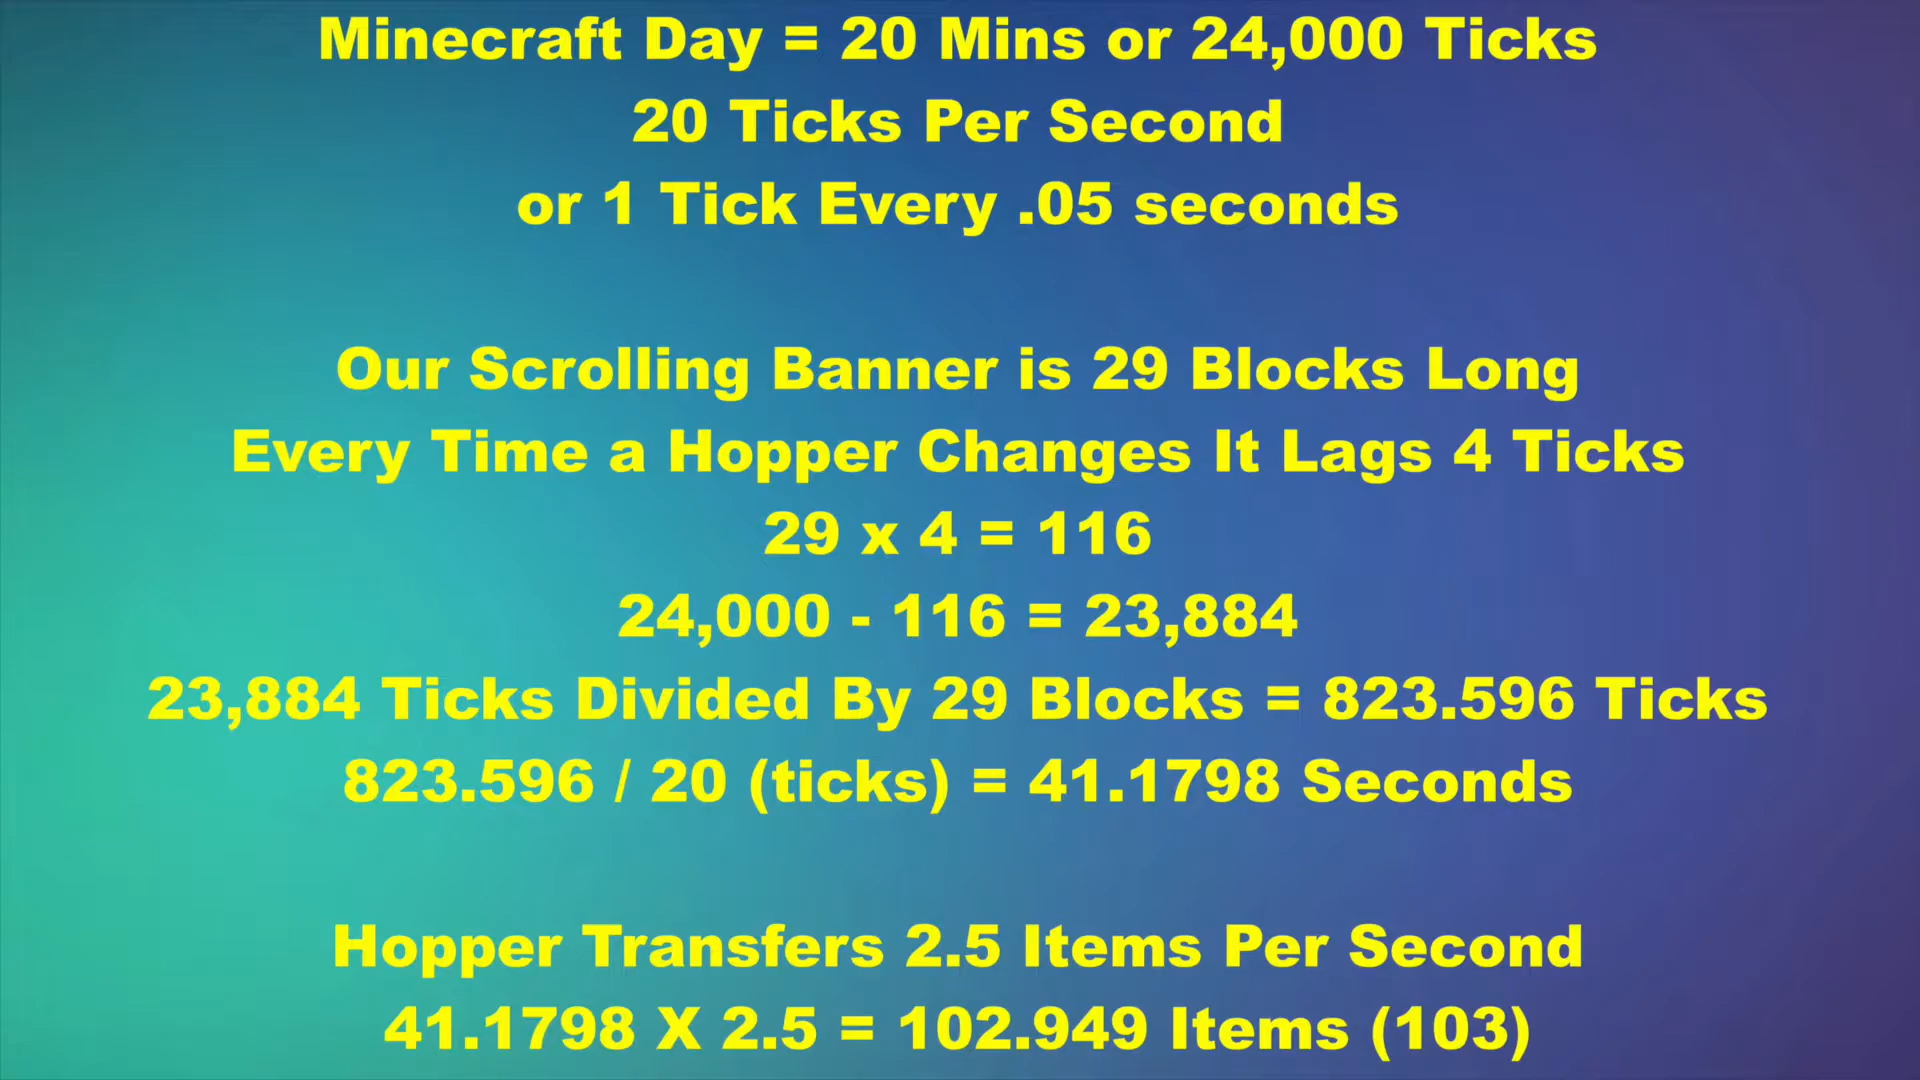 Minecraft Day = 20 Mins or 24,000 Ticks
20 Ticks Per Second
or 1 Tick Every .05 seconds
Our Scrolling Banner is 29 Blocks Long
Every Time a Hopper Changes It Lags 4 Ticks
29 x 4 = 116
24,000 - 116 = 23,884
23,884 Ticks Divided By 29 Blocks = 823.596 Ticks
823.596 / 20 (ticks) = 41.1798 Seconds
Hopper Transfers 2.5 Items Per Second
41.1798 X 2.5 = 102.949 Items (103)